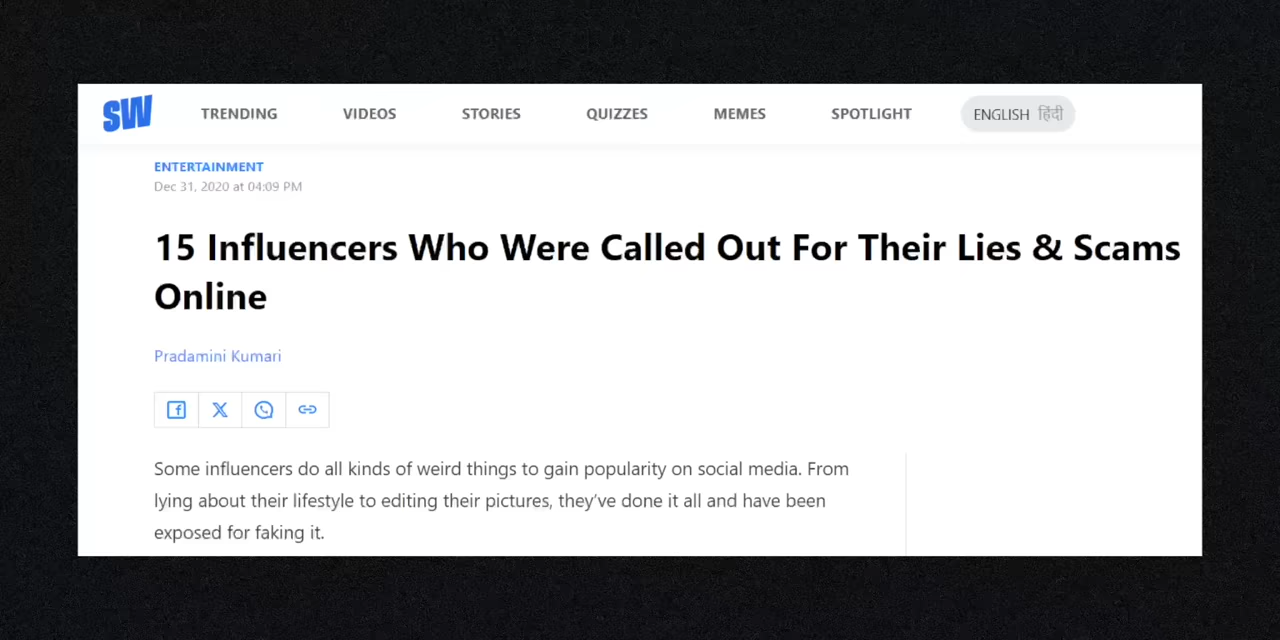 SW TRENDING VIDEOS STORIES QUIZZES MEMES SPOTLIGHT ENGLISH हिंदी
ENTERTAINMENT
Dec 31, 2020 at 04:09 PM
15 Influencers Who Were Called Out For Their Lies & Scams
Online
Pradamini Kumari
Some influencers do all kinds of weird things to gain popularity on social media. From
lying about their lifestyle to editing their pictures, they’ve done it all and have been
exposed for faking it.